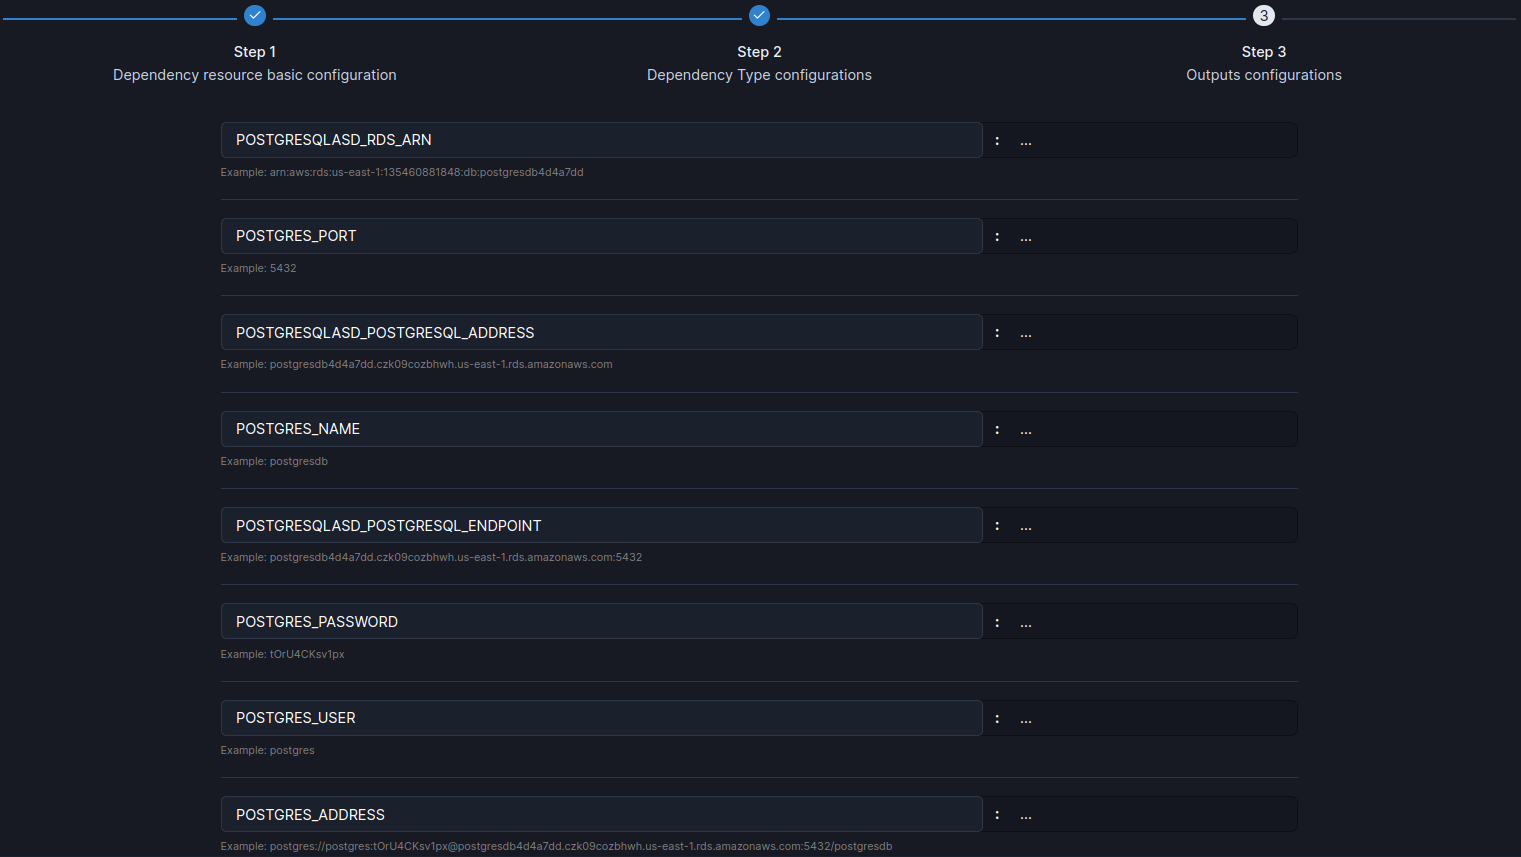 3
Step 1
Step 2
Step 3
Dependency resource basic configuration
Dependency Type configurations
Outputs configurations
POSTGRESQLASD_RDS_ARN : ...
Example: arn:aws:rds:us-east-1:135460881848:db:postgresdb4d4a7dd
POSTGRES_PORT : ...
Example: 5432
POSTGRESQLASD_POSTGRESQL_ADDRESS : ...
Example: postgresdb4d4a7dd.czk09cozbhwh.us-east-1.rds.amazonaws.com
POSTGRES_NAME : ...
Example: postgresdb
POSTGRESQLASD_POSTGRESQL_ENDPOINT : ...
Example: postgresdb4d4a7dd.czk09cozbhwh.us-east-1.rds.amazonaws.com:5432
POSTGRES_PASSWORD : ...
Example: tOrU4CKsv1px
POSTGRES_USER : ...
Example: postgres
POSTGRES_ADDRESS : ...
Example: postgres://postgres:tOrU4CKsv1px@postgresdb4d4a7dd.czk09cozbhwh.us-east-1.rds.amazonaws.com:5432/postgresdb